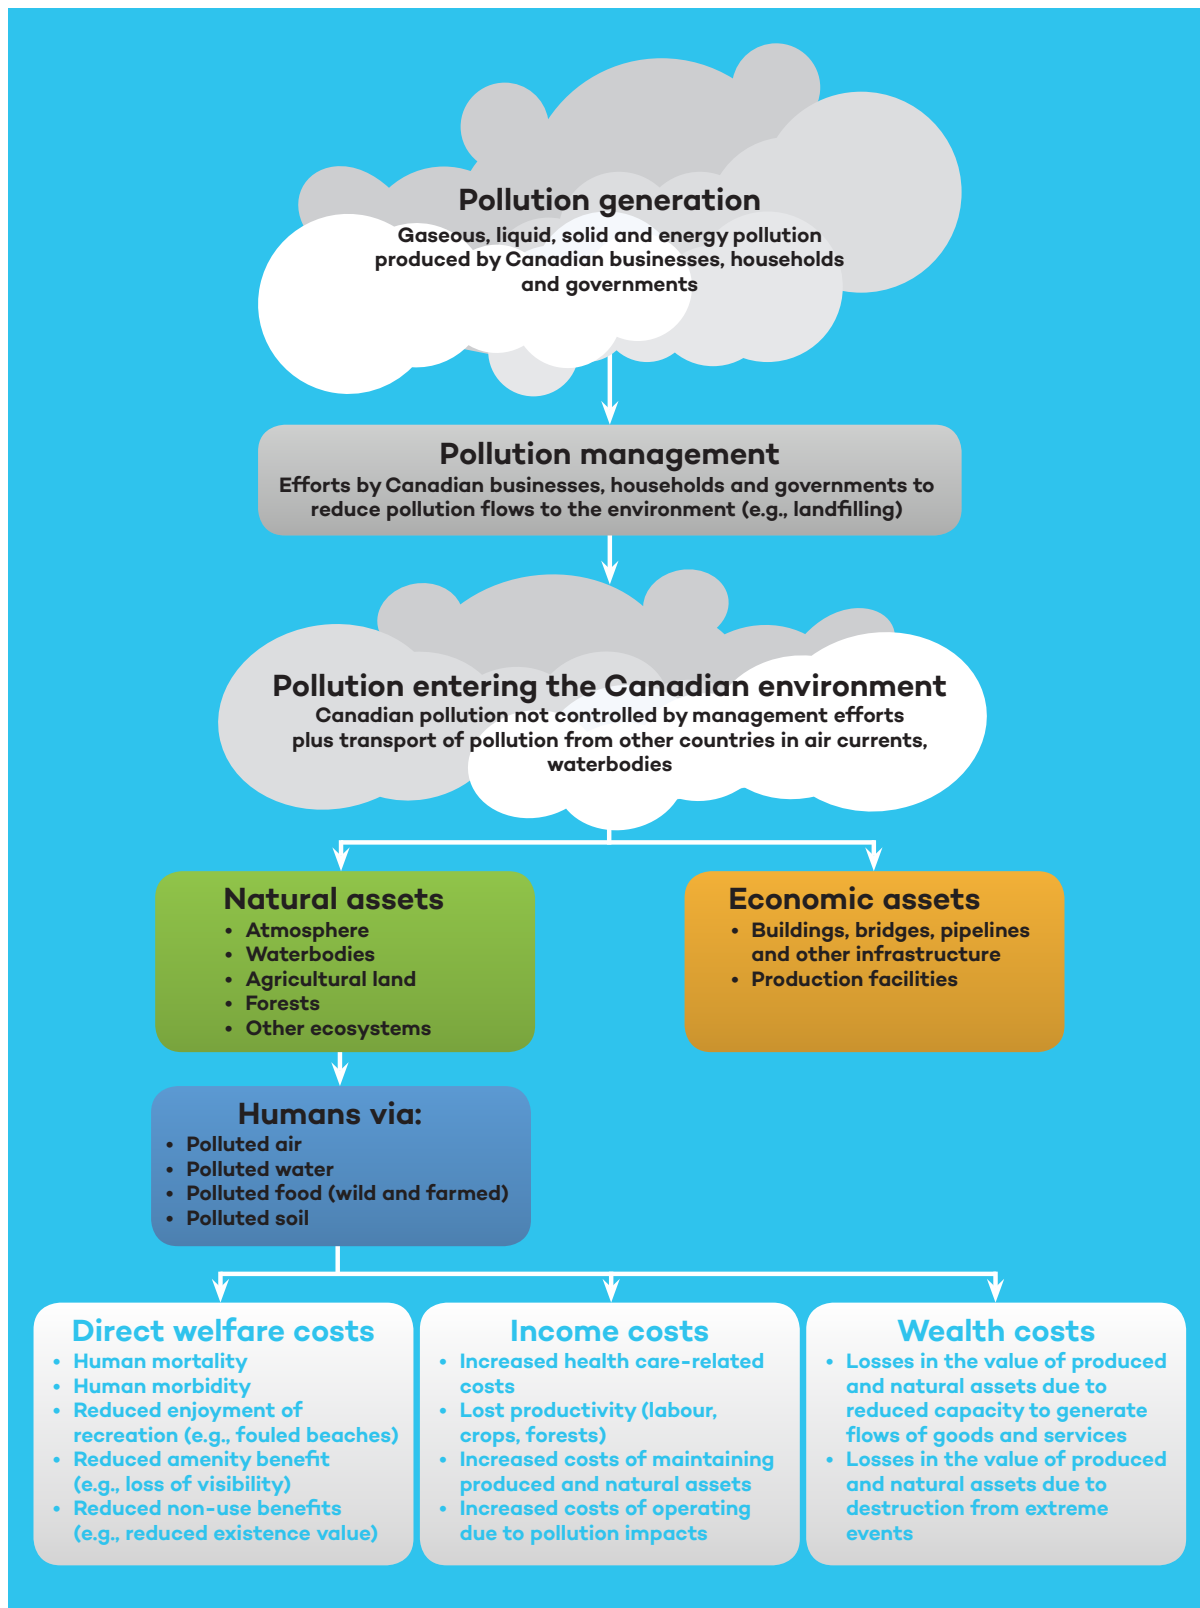 Pollution generation
Gaseous, liquid, solid and energy pollution
produced by Canadian businesses, households
and governments
Pollution management
Efforts by Canadian businesses, households and governments to
reduce pollution flows to the environment (e.g., landfilling)
Pollution entering the Canadian environment
Canadian pollution not controlled by management efforts
plus transport of pollution from other countries in air currents,
waterbodies
Natural assets
• Atmosphere
• Waterbodies
• Agricultural land
• Forests
• Other ecosystems
Economic assets
• Buildings, bridges, pipelines
and other infrastructure
• Production facilities
Humans via:
• Polluted air
• Polluted water
• Polluted food (wild and farmed)
• Polluted soil
Direct welfare costs
• Human mortality
• Human morbidity
• Reduced enjoyment of
recreation (e.g., fouled beaches)
• Reduced amenity benefit
(e.g., loss of visibility)
• Reduced non-use benefits
(e.g., reduced existence value)
Income costs
• Increased health care-related
costs
• Lost productivity (labour,
crops, forests)
• Increased costs of maintaining
produced and natural assets
• Increased costs of operating
due to pollution impacts
Wealth costs
• Losses in the value of produced
and natural assets due to
reduced capacity to generate
flows of goods and services
• Losses in the value of produced
and natural assets due to
destruction from extreme
events